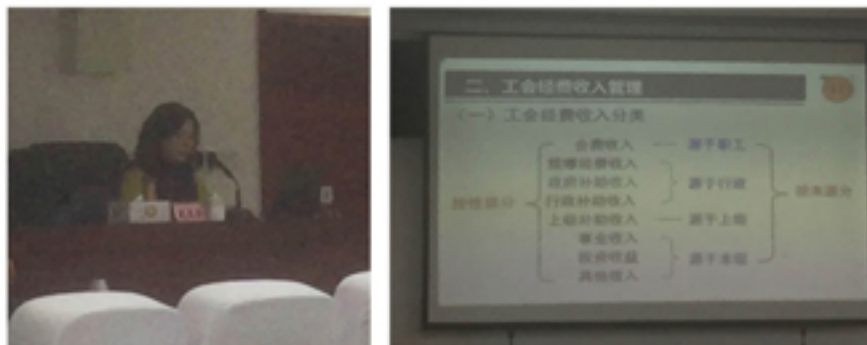 二、工会经费收入管理
（一）工会经费收入分类
会费收入
源于职工
拨缴经费收入
政府补助收入
源于行政
按性质分
行政补助收入
按来源分
上级补助收入
源于上级
事业收入
投资收益
源于本级
其他收入